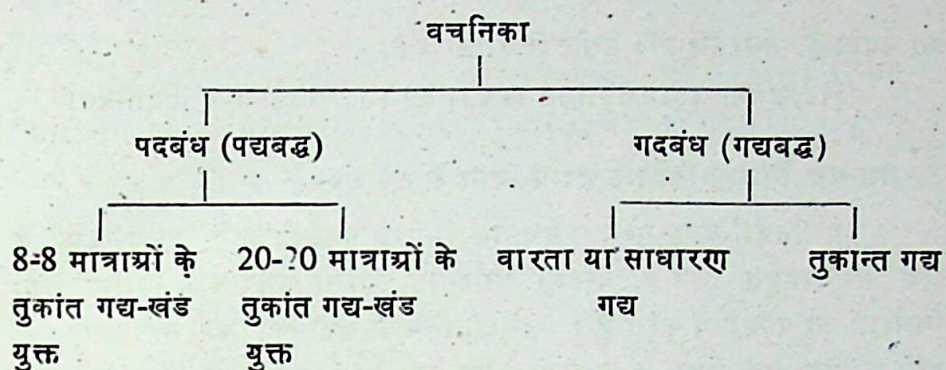 वचनिका
पदबंध (पद्यबद्ध) गदबंध (गद्यबद्ध)
8-8 मात्राओं के 20-20 मात्राओं के वारता या साधारण तुकान्त गद्य
तुकांत गद्य-खंड तुकांत गद्य-खंड गद्य
युक्त युक्त